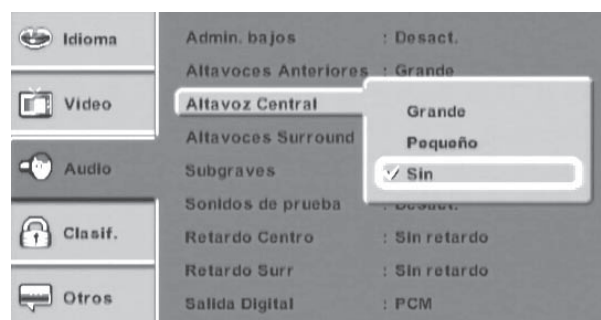 Idioma
Video
Audio
Clasif.
Otros
Admin. bajos : Desact.
Altavoces Anteriores : Grande
Altavoz Central
Altavoces Surround
Subgraves
Sonidos de prueba : Desact.
Retardo Centro : Sin retardo
Retardo Surr : Sin retardo
Salida Digital : PCM
Grande
Pequeño
Sin